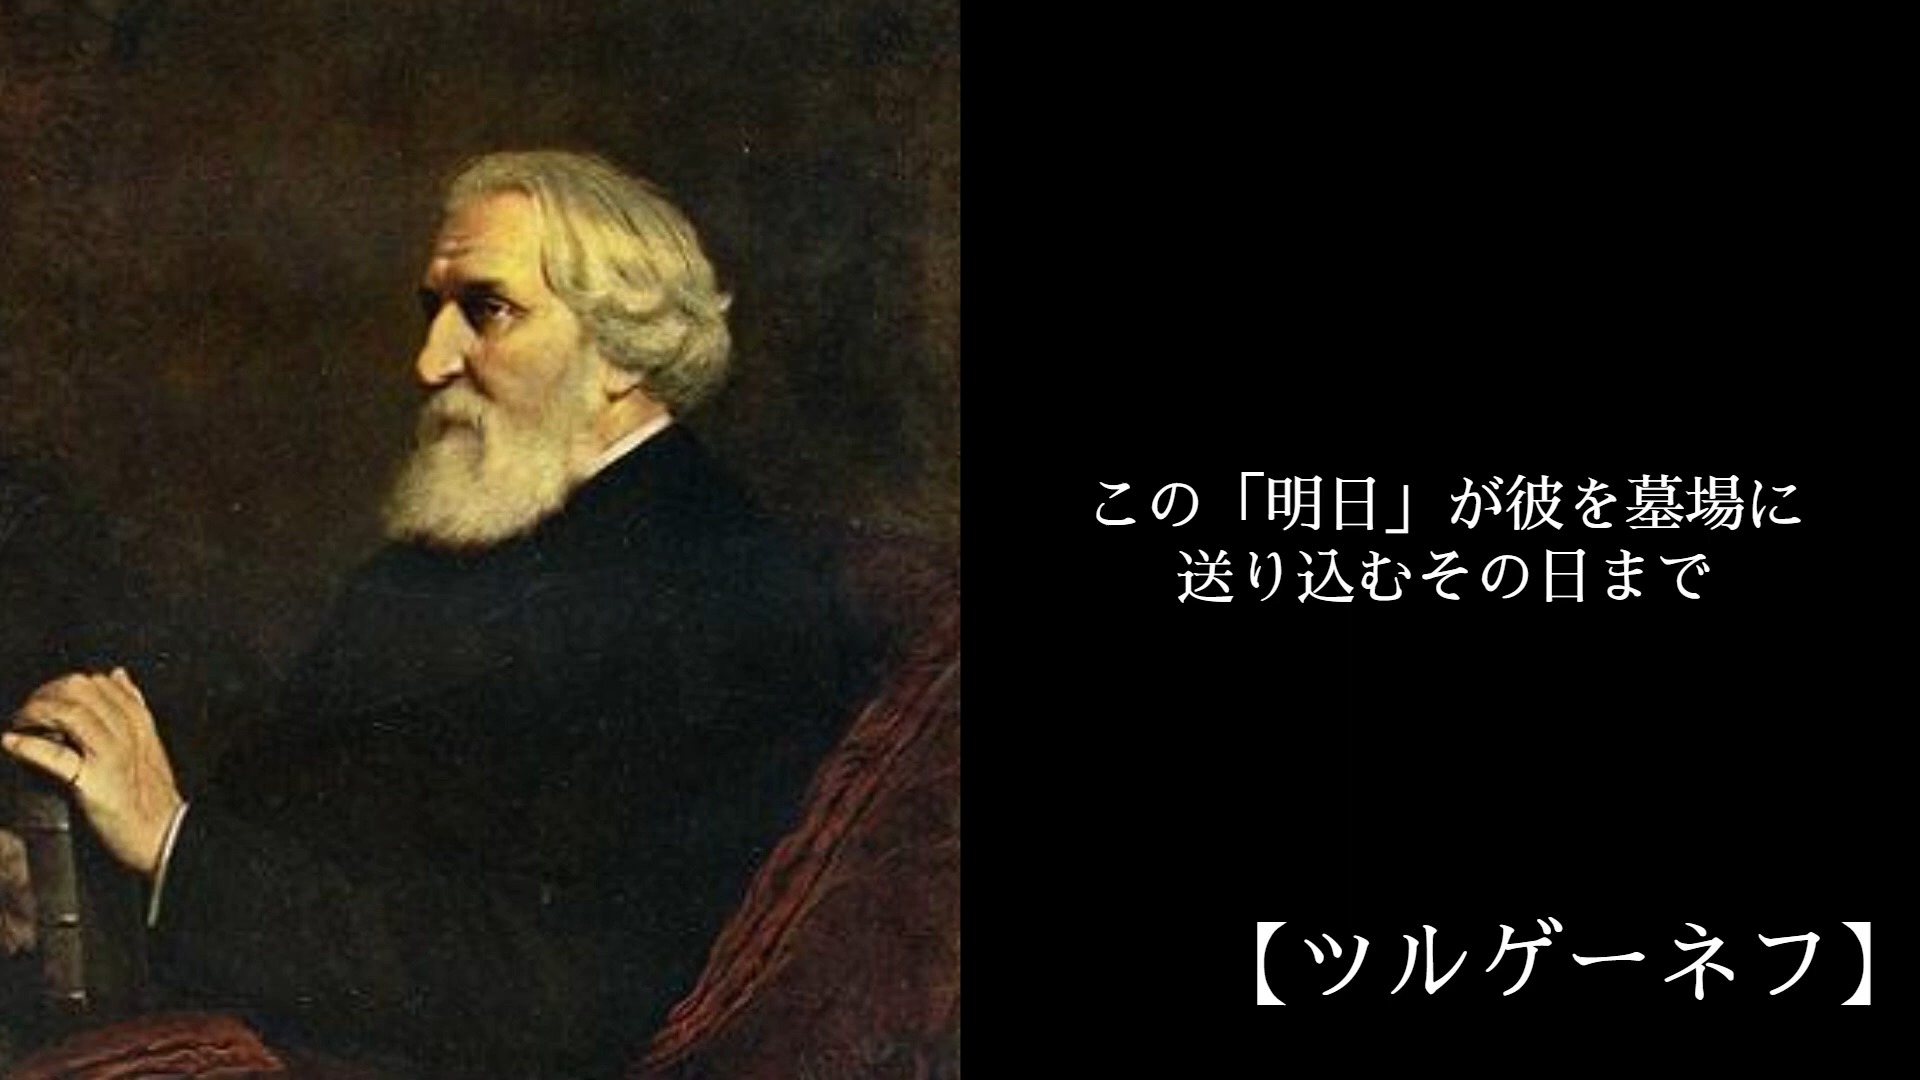 この「明日」が彼を墓場に
送り込むその日まで
【ツルゲーネフ】